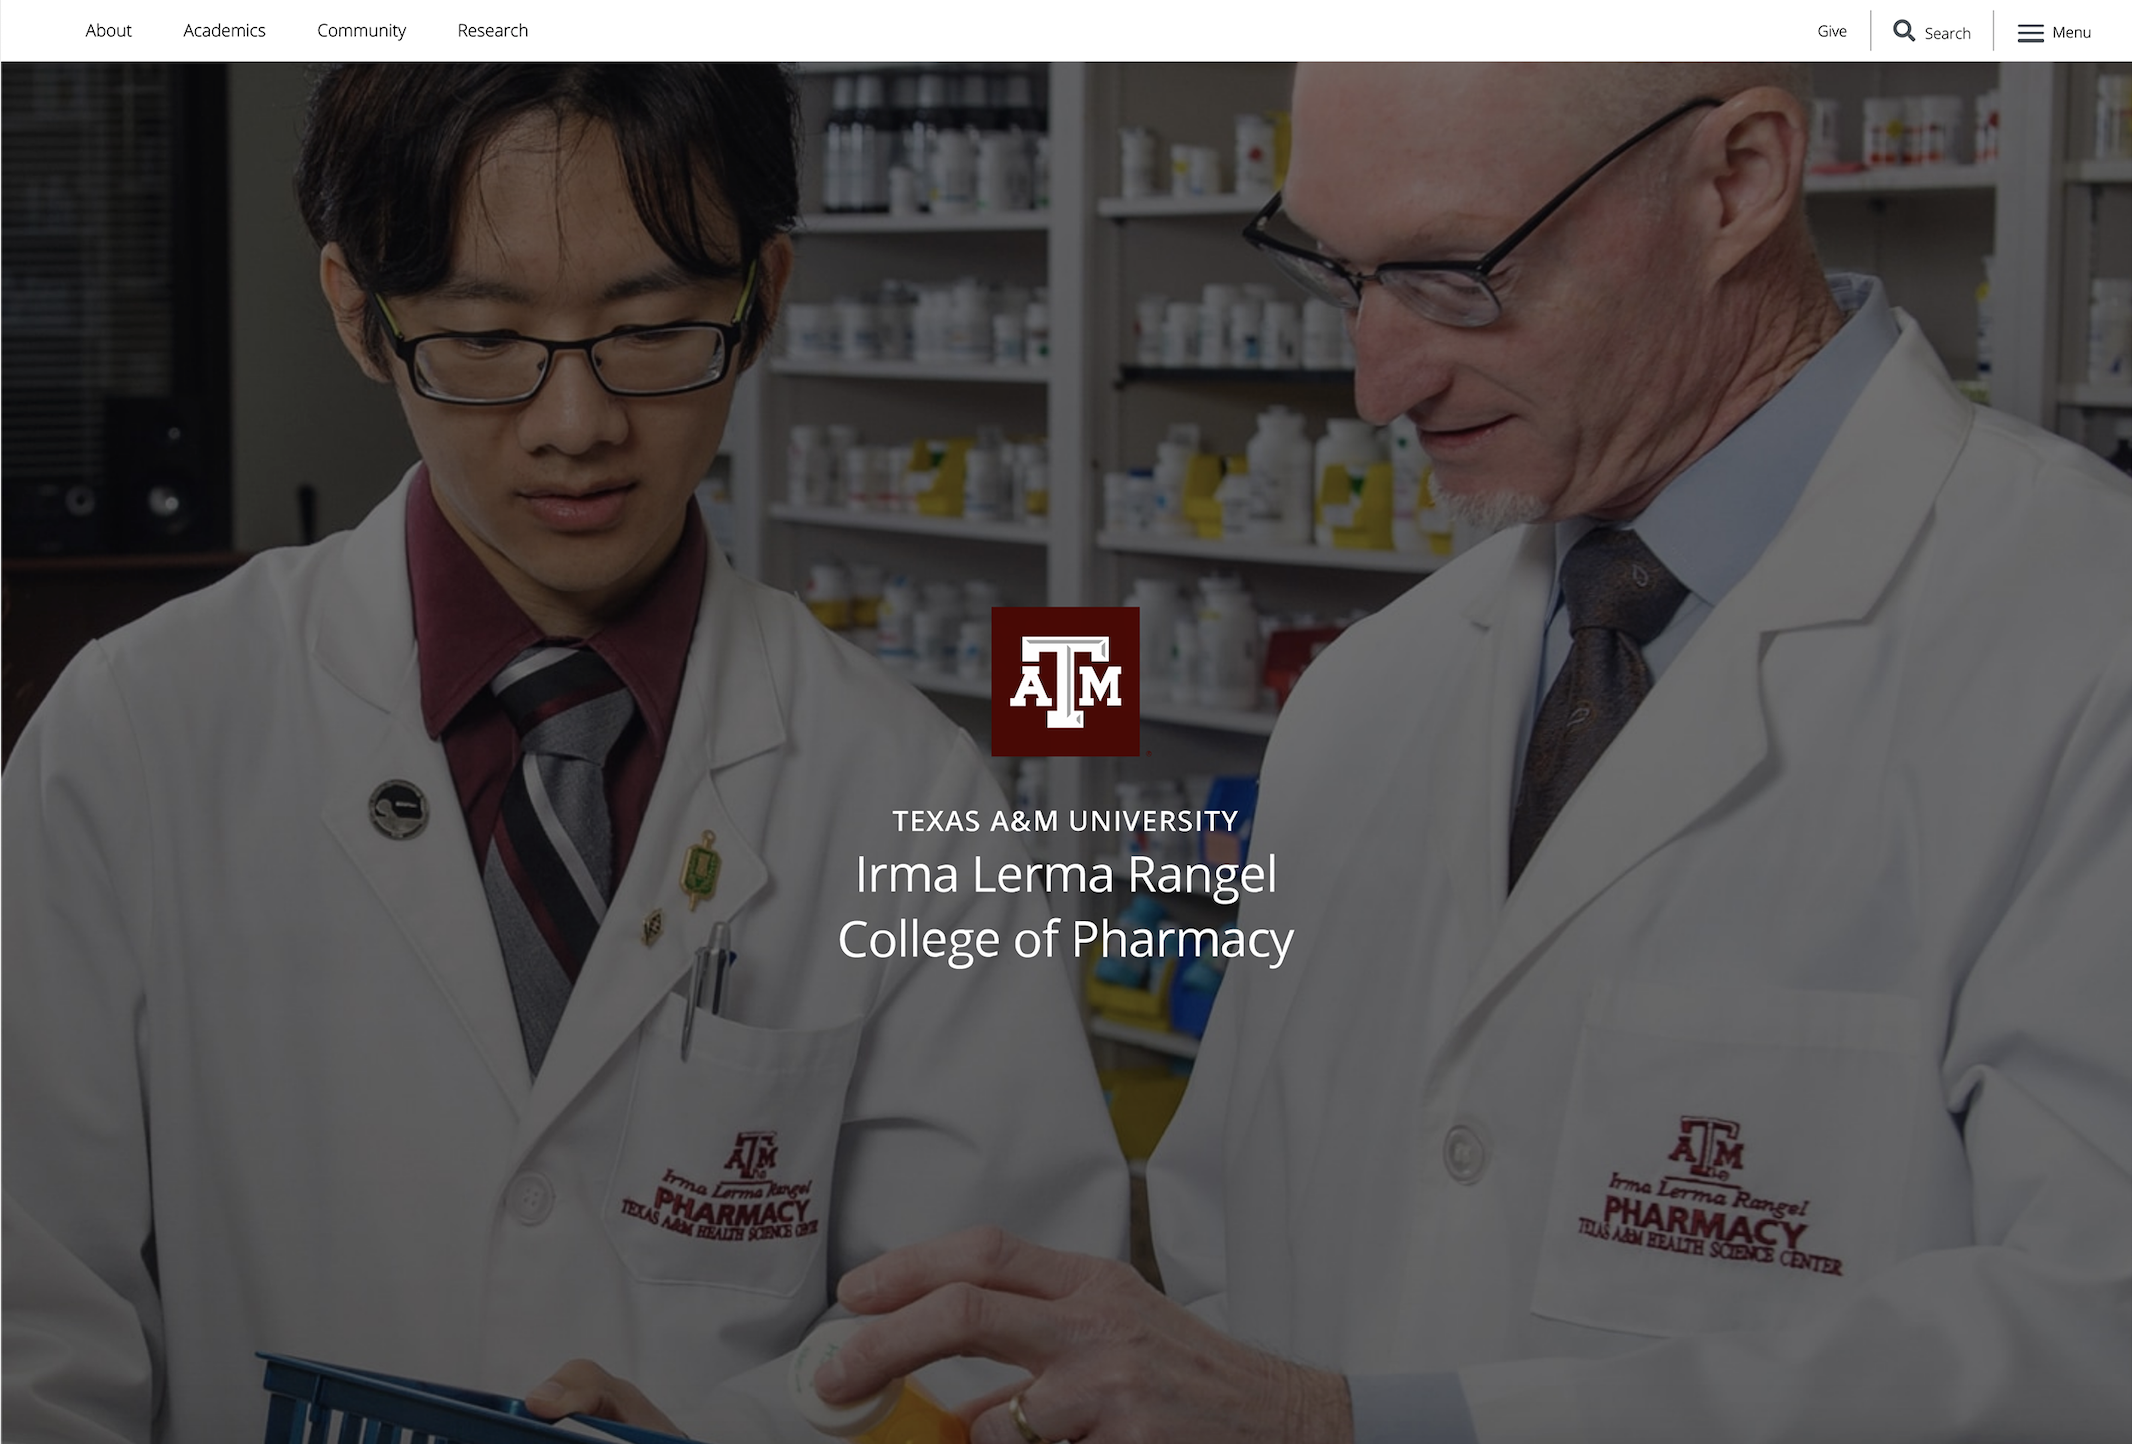 About
Academics
Community
Research
Give
Search
Menu
ATM
TEXAS A&M UNIVERSITY
Irma Lerma Rangel
College of Pharmacy
ATM
Irma Lerma Rangel
PHARMACY
TEXAS A&M HEALTH SCIENCE CENTER
ATM
Irma Lerma Rangel
PHARMACY
TEXAS A&M HEALTH SCIENCE CENTER